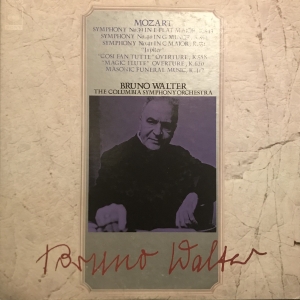 MOZART
SYMPHONY No.39 IN E FLAT MAJOR, K.543
SYMPHONY No.40 IN G MINOR, K.550
SYMPHONY No.41 IN C MAJOR, K.551
"Jupiter"
"COSI FAN TUTTE" OVERTURE, K.588
"MAGIC FLUTE" OVERTURE, K.620
MASONIC FUNERAL MUSIC, K.477
BRUNO WALTER
THE COLUMBIA SYMPHONY ORCHESTRA
Bruno Walter